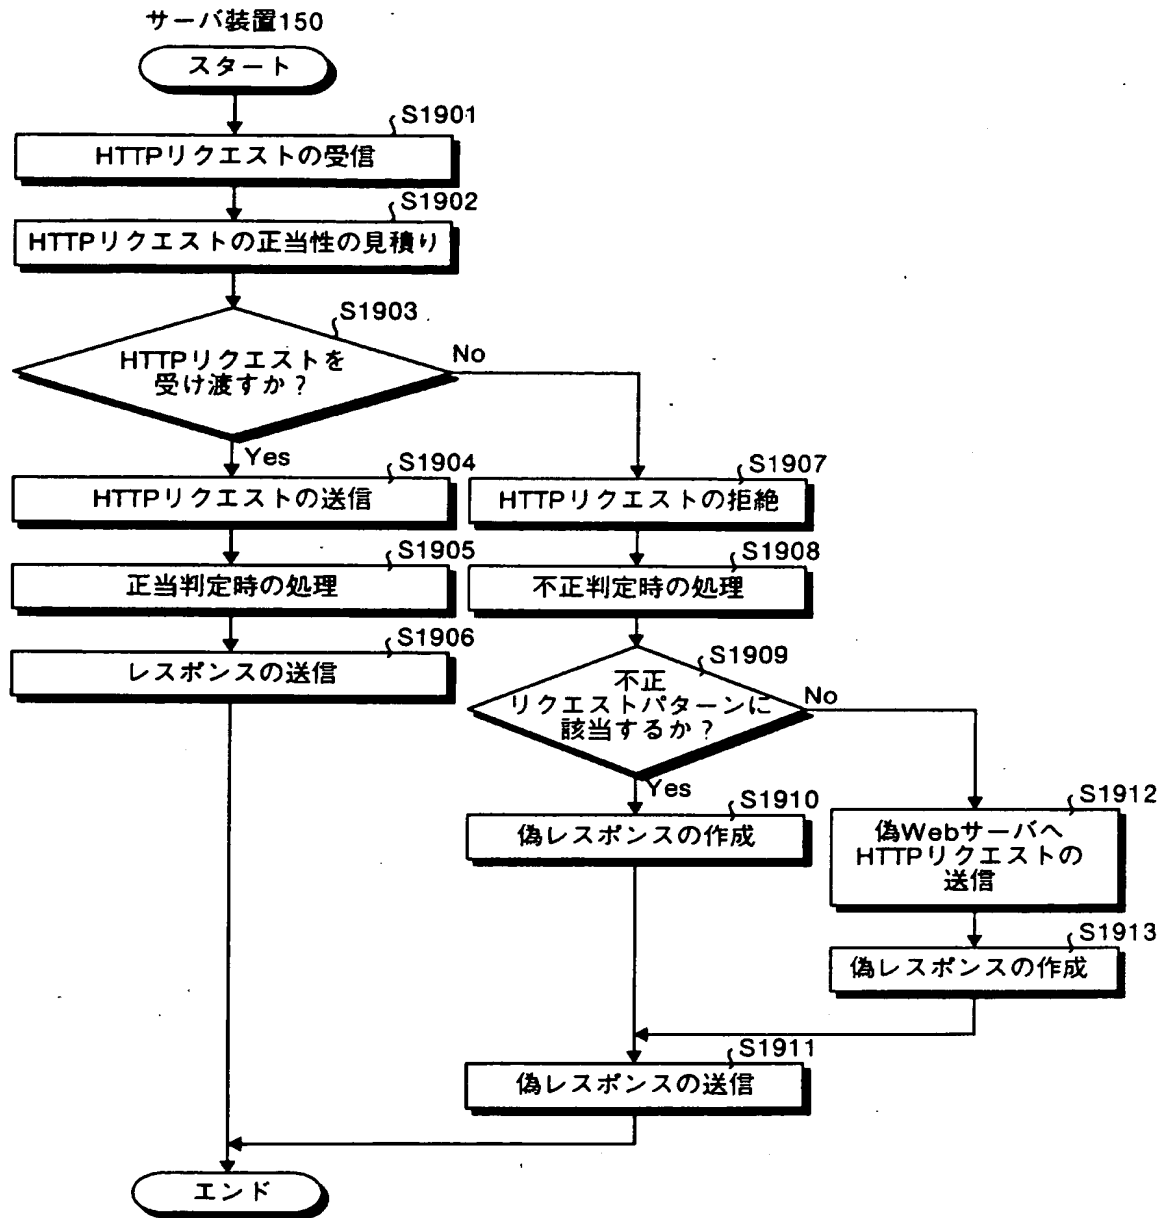 サーバ装置150
スタート
S1901
HTTPリクエストの受信
S1902
HTTPリクエストの正当性の見積り
S1903
HTTPリクエストを
受け渡すか？
No
Yes
S1904
HTTPリクエストの送信
S1907
HTTPリクエストの拒絶
S1905
正当判定時の処理
S1908
不正判定時の処理
S1906
レスポンスの送信
S1909
不正
リクエストパターンに
該当するか？
No
Yes
S1910
偽レスポンスの作成
S1912
偽Webサーバへ
HTTPリクエストの
送信
S1913
偽レスポンスの作成
S1911
偽レスポンスの送信
エンド